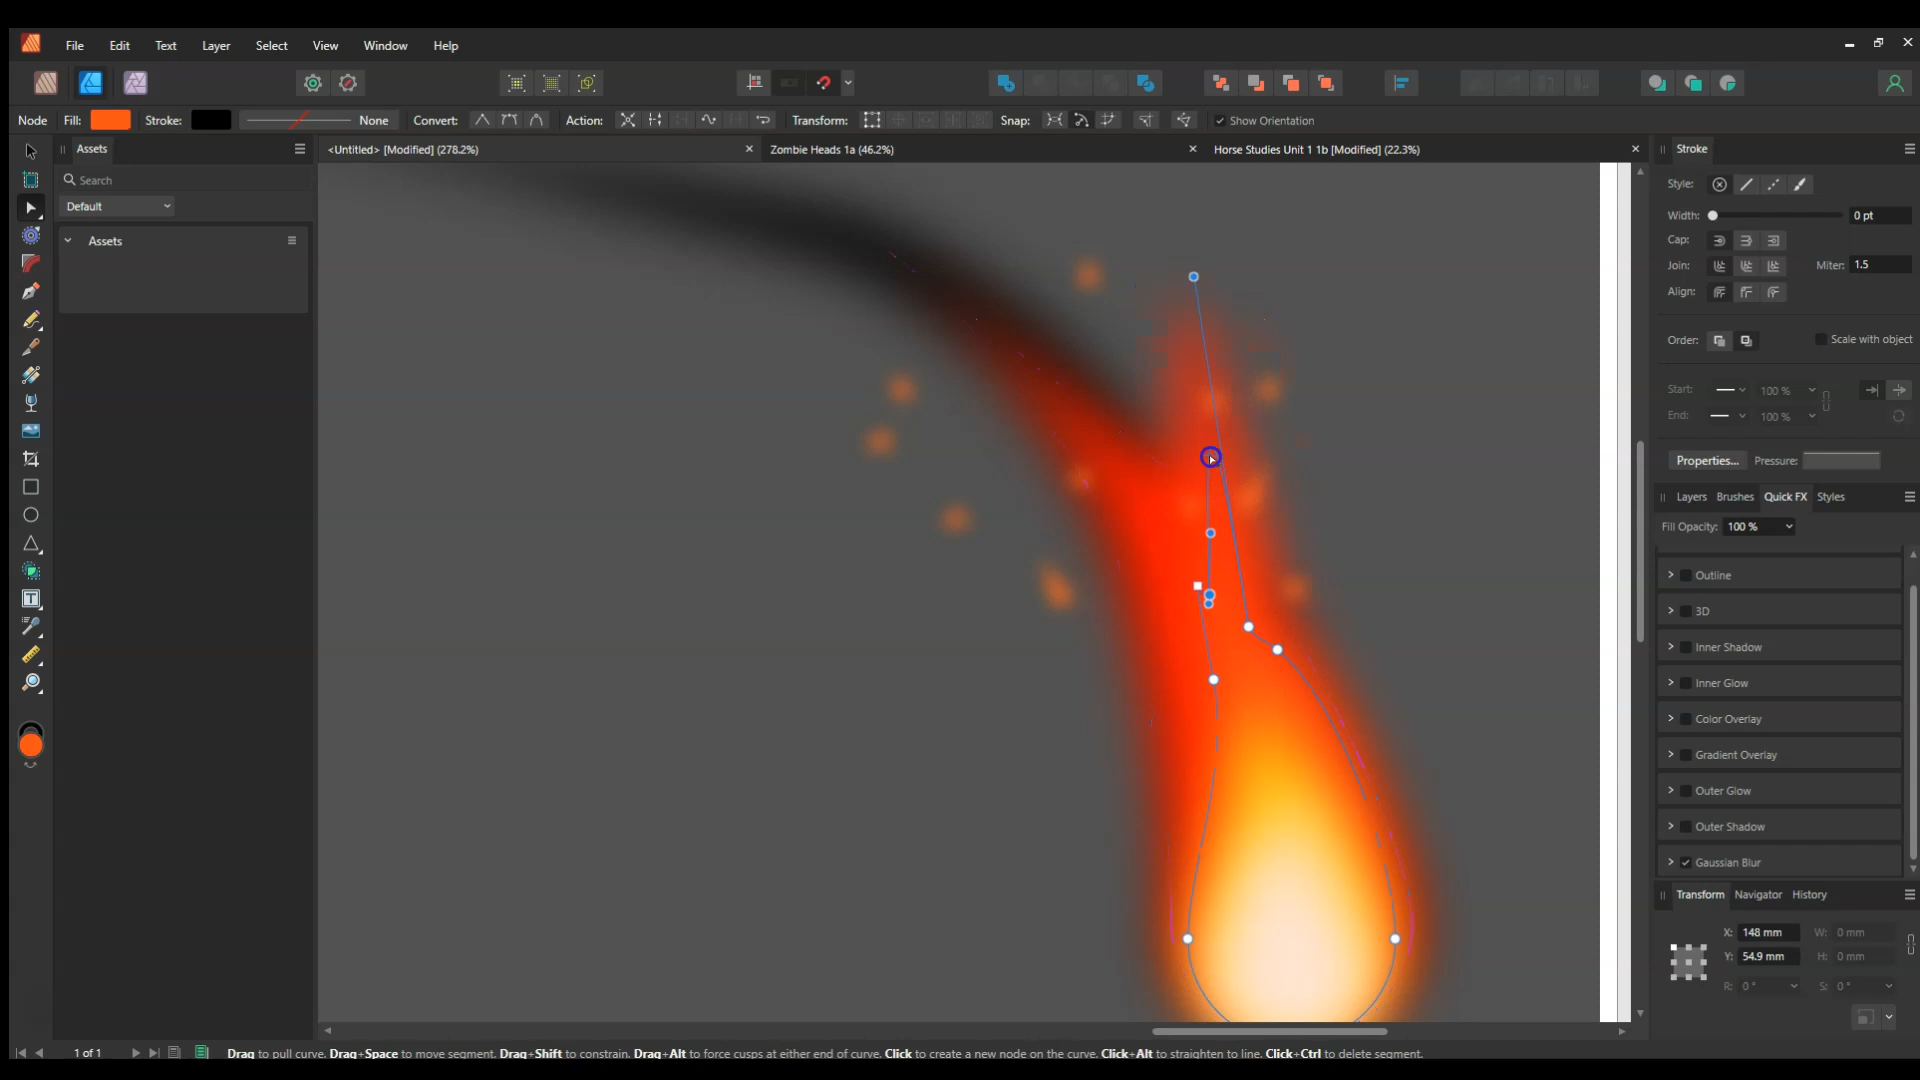 File Edit Text Layer Select View Window Help
Node Fill: Stroke: None Convert: Action: Transform: Snap: Show Orientation
Assets
<Untitled> [Modified] (278.2%)
Zombie Heads 1a (46.2%)
Horse Studies Unit 1 1b [Modified] (22.3%)
Stroke
Search
Default
Assets
Style:
Width: 0 pt
Cap:
Join: Miter: 1.5
Align:
Order: Scale with object
Start: 100 %
End: 100 %
Properties... Pressure:
Layers Brushes Quick FX Styles
Fill Opacity: 100 %
Outline
3D
Inner Shadow
Inner Glow
Color Overlay
Gradient Overlay
Outer Glow
Outer Shadow
Gaussian Blur
Transform Navigator History
X: 148 mm W: 0 mm
Y: 54.9 mm H: 0 mm
R: 0 ° S: 0 °
1 of 1
Drag to pull curve. Drag+Space to move segment. Drag+Shift to constrain. Drag+Alt to force cusps at either end of curve. Click to create a new node on the curve. Click+Alt to straighten to line. Click+Ctrl to delete segment.